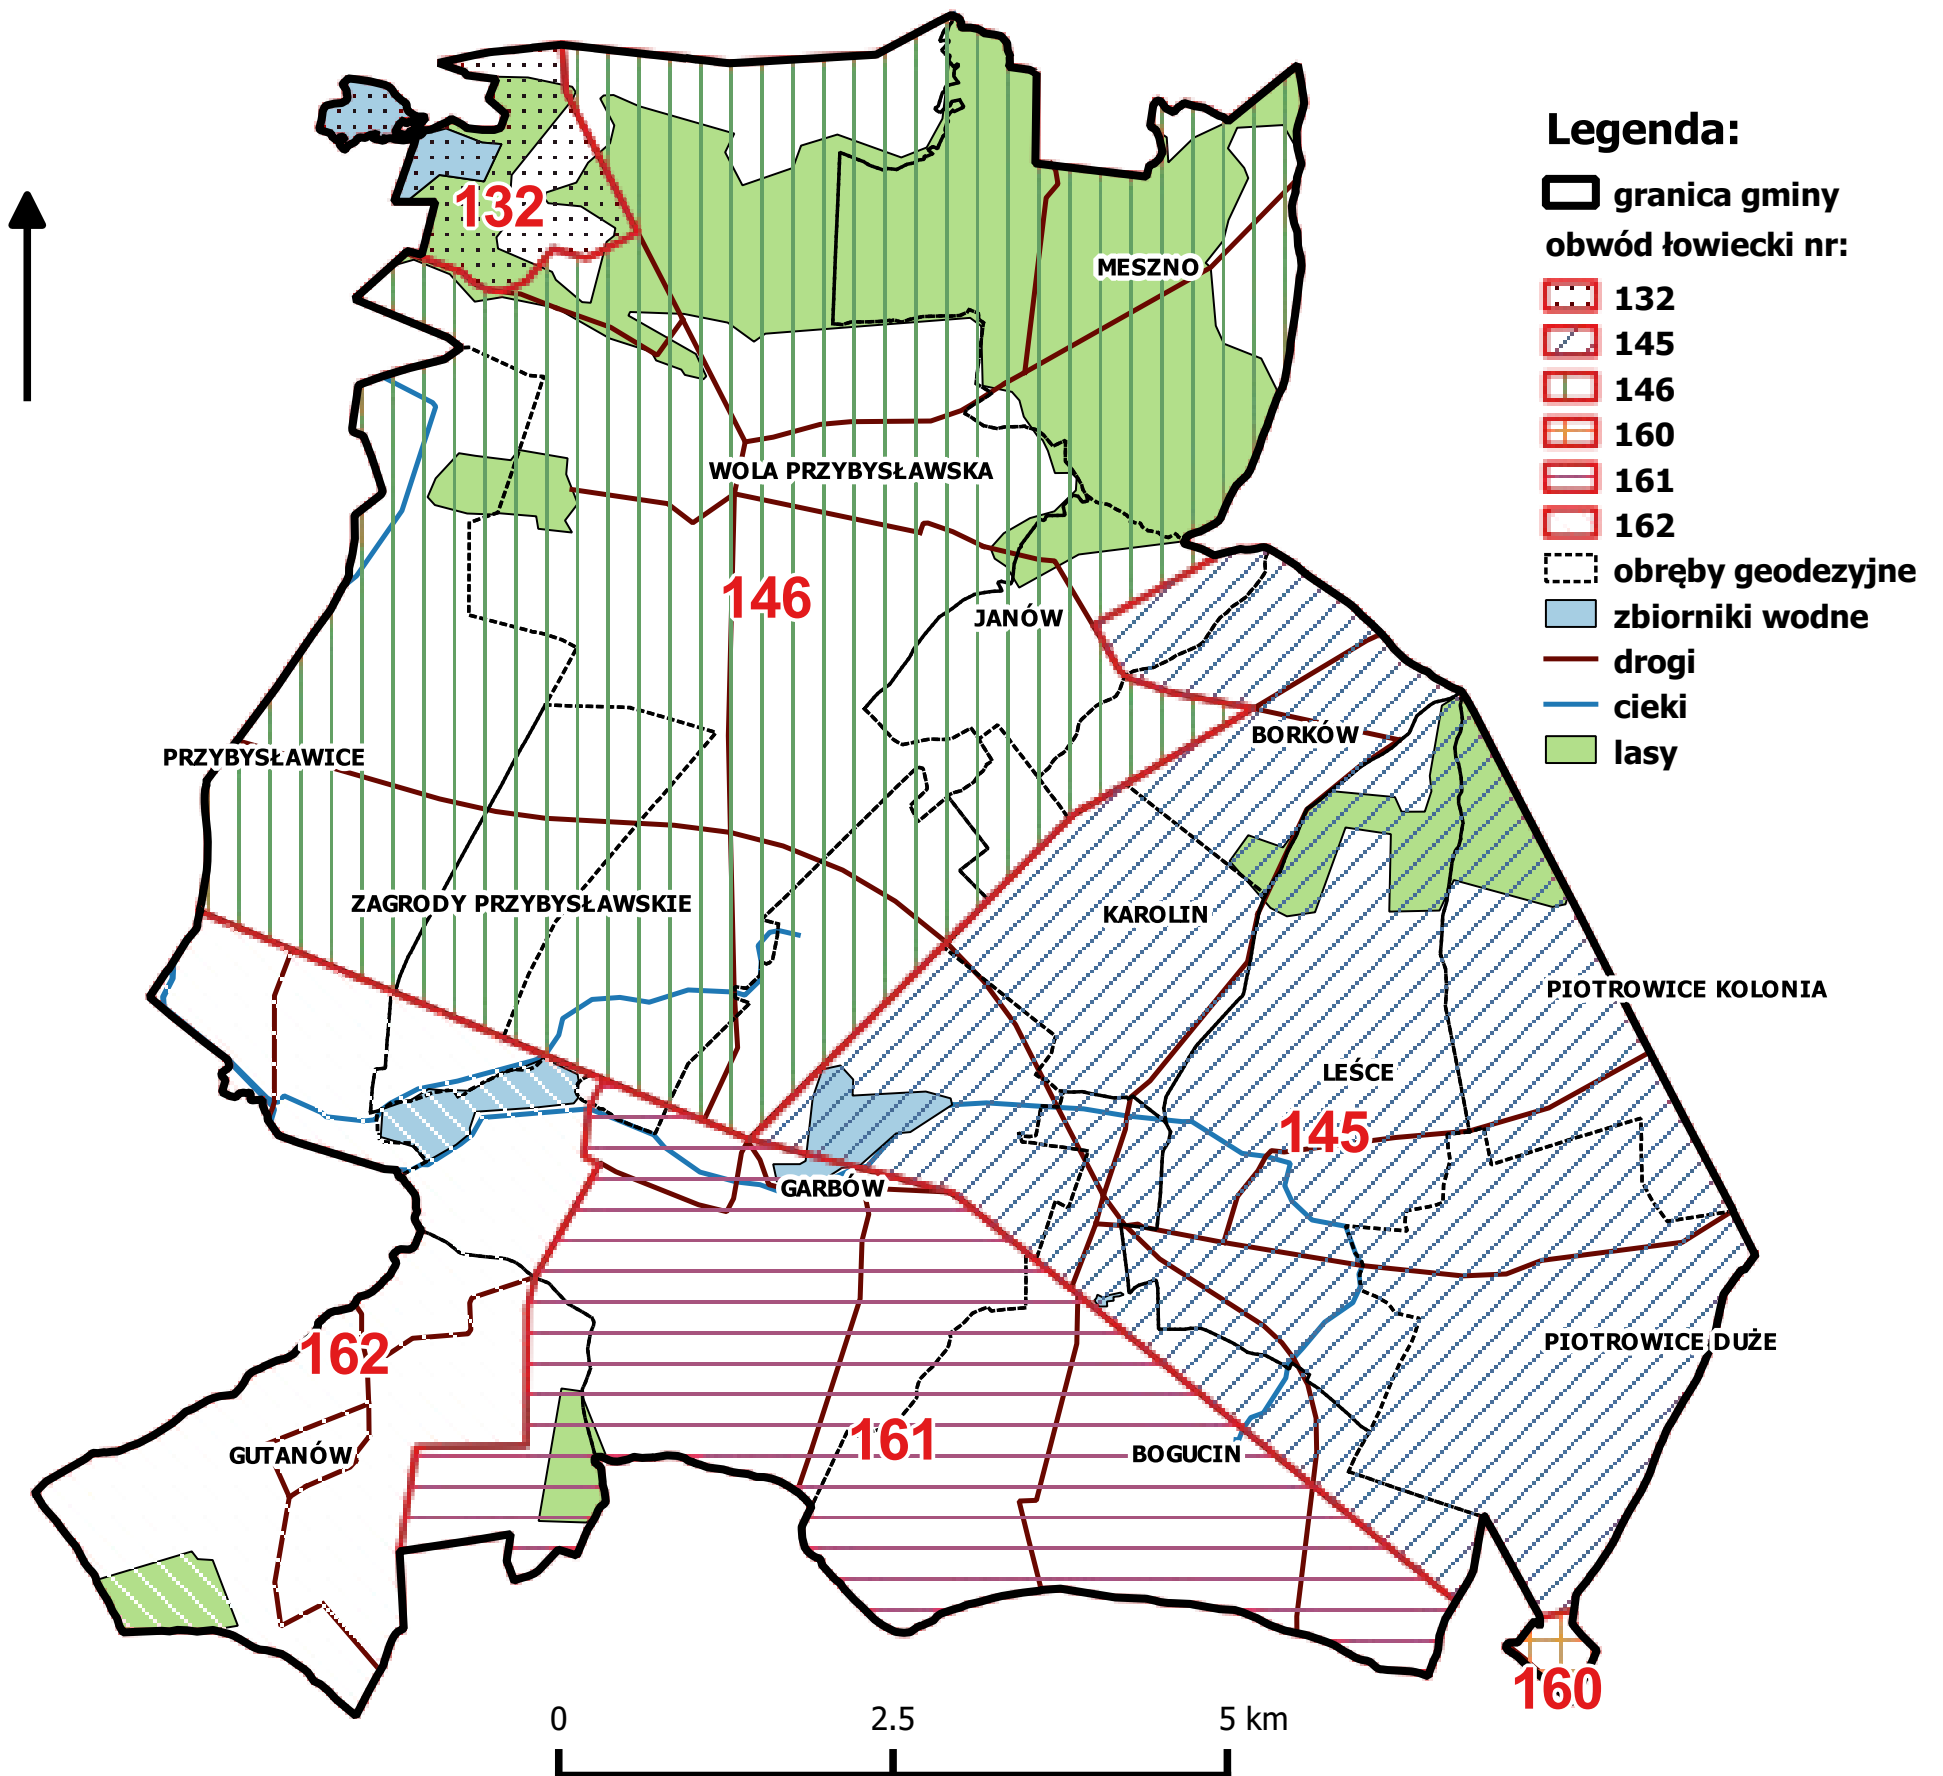 Legenda:
granica gminy
obwód łowiecki nr:
132
145
146
160
161
162
obręby geodezyjne
zbiorniki wodne
drogi
cieki
lasy
132
MESZNO
WOLA PRZYBYSŁAWSKA
146
JANÓW
BORKÓW
PRZYBYSŁAWICE
ZAGRODY PRZYBYSŁAWSKIE
KAROLIN
PIOTROWICE KOLONIA
LEŚCE
145
GARBÓW
162
PIOTROWICE DUŻE
161
GUTANÓW
BOGUCIN
160
0 2.5 5 km